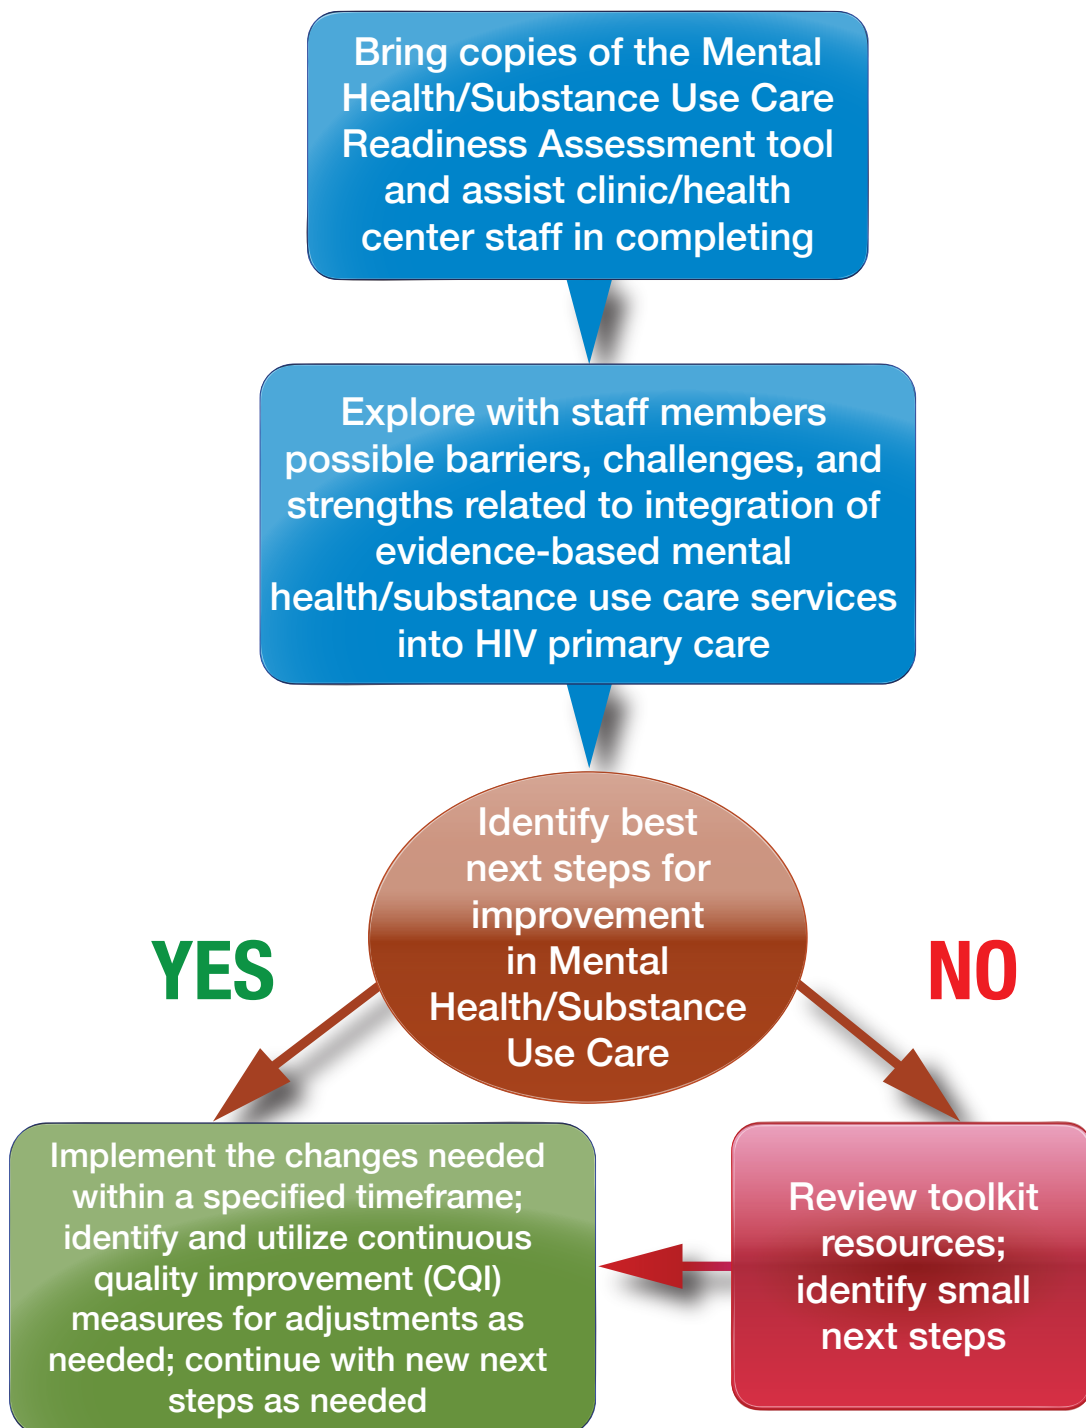 Bring copies of the Mental
Health/Substance Use Care
Readiness Assessment tool
and assist clinic/health
center staff in completing
Explore with staff members
possible barriers, challenges, and
strengths related to integration of
evidence-based mental
health/substance use care services
into HIV primary care
Identify best
next steps for
improvement
in Mental
Health/Substance
Use Care
YES
NO
Implement the changes needed
within a specified timeframe;
identify and utilize continuous
quality improvement (CQI)
measures for adjustments as
needed; continue with new next
steps as needed
Review toolkit
resources;
identify small
next steps